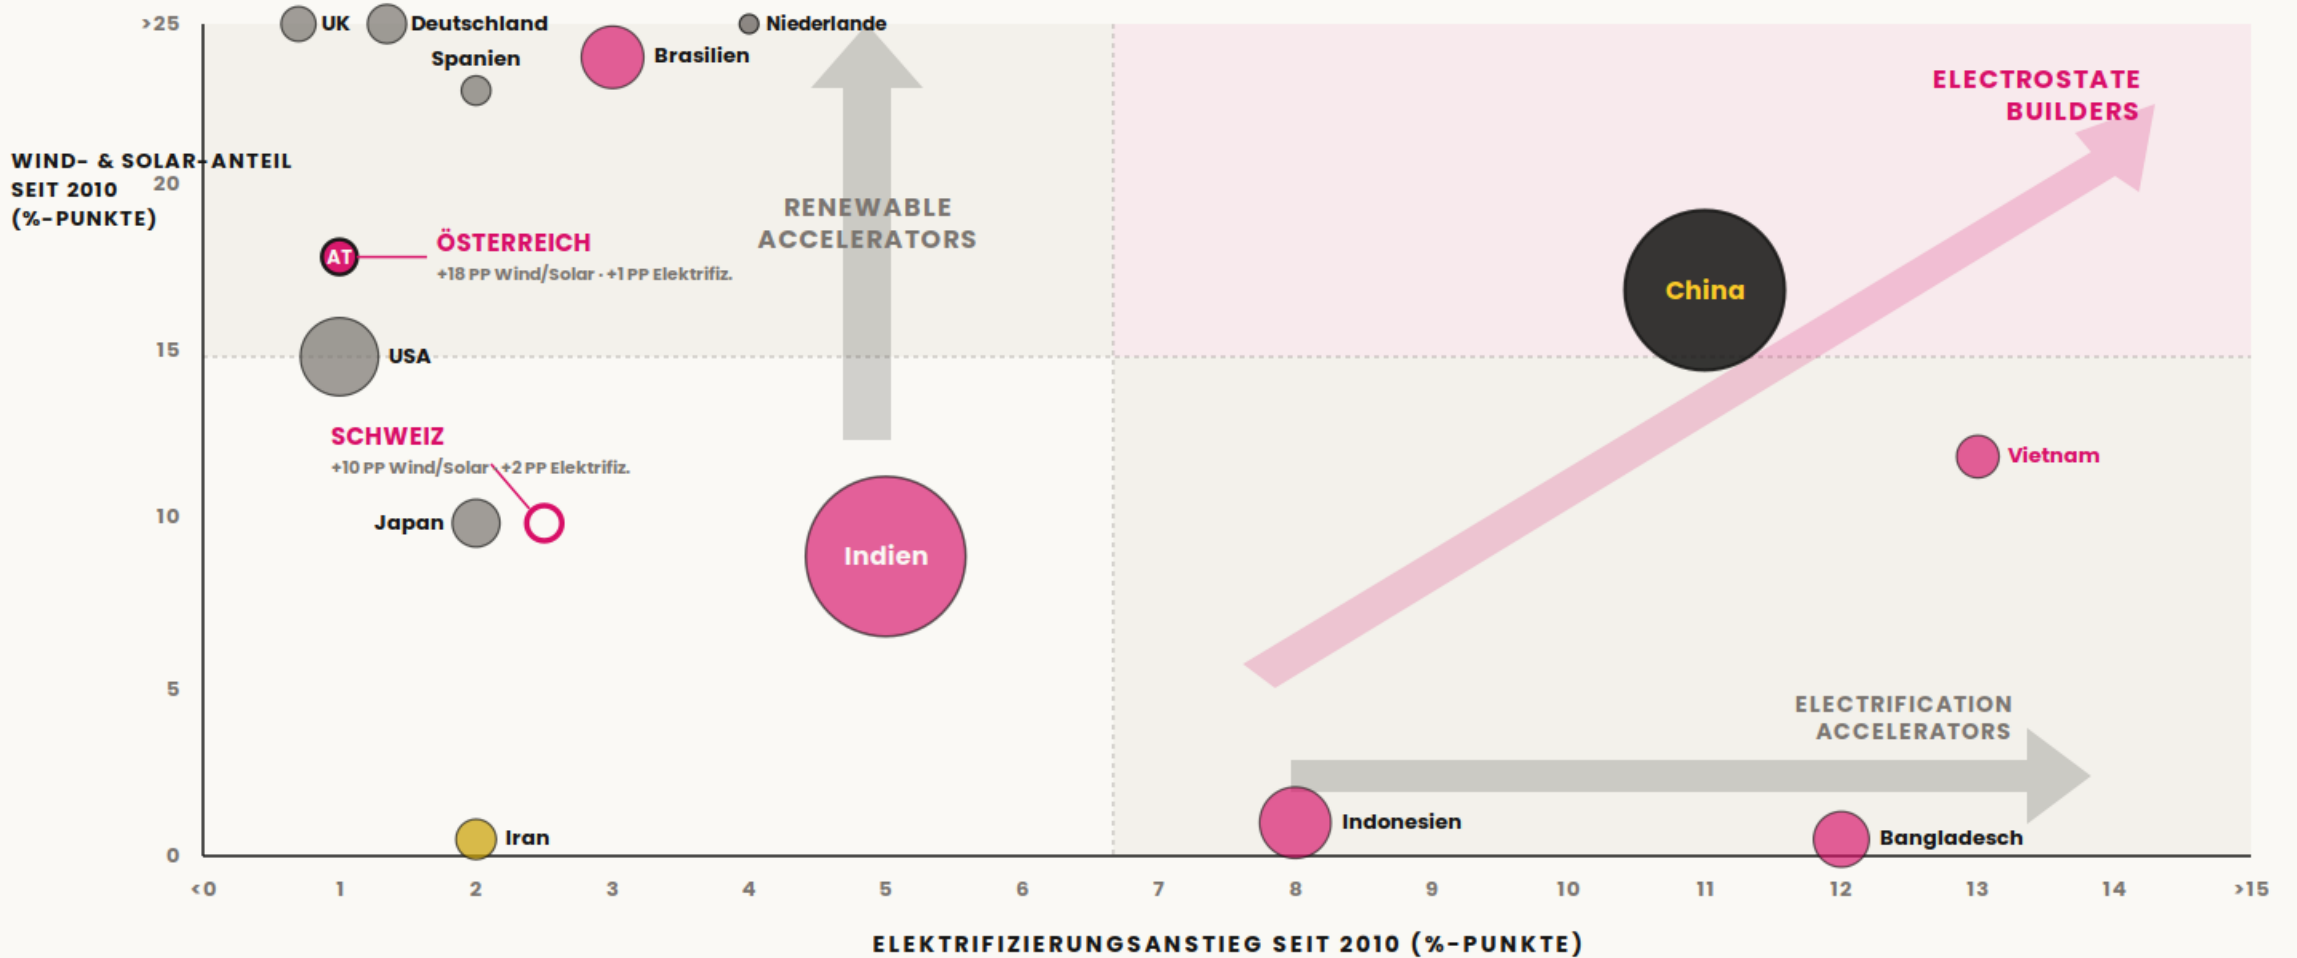 >25
UK
Deutschland
Niederlande
Spanien
Brasilien
ELECTROSTATE
BUILDERS
WIND- & SOLAR-ANTEIL
SEIT 2010
(%-PUNKTE)
20
RENEWABLE
ACCELERATORS
AT
ÖSTERREICH
+18 PP Wind/Solar · +1 PP Elektrifiz.
China
15
USA
SCHWEIZ
+10 PP Wind/Solar · +2 PP Elektrifiz.
Vietnam
10
Japan
Indien
5
ELECTRIFICATION
ACCELERATORS
Iran
Indonesien
Bangladesch
0
<0 1 2 3 4 5 6 7 8 9 10 11 12 13 14 >15
ELEKTRIFIZIERUNGSANSTIEG SEIT 2010 (%-PUNKTE)